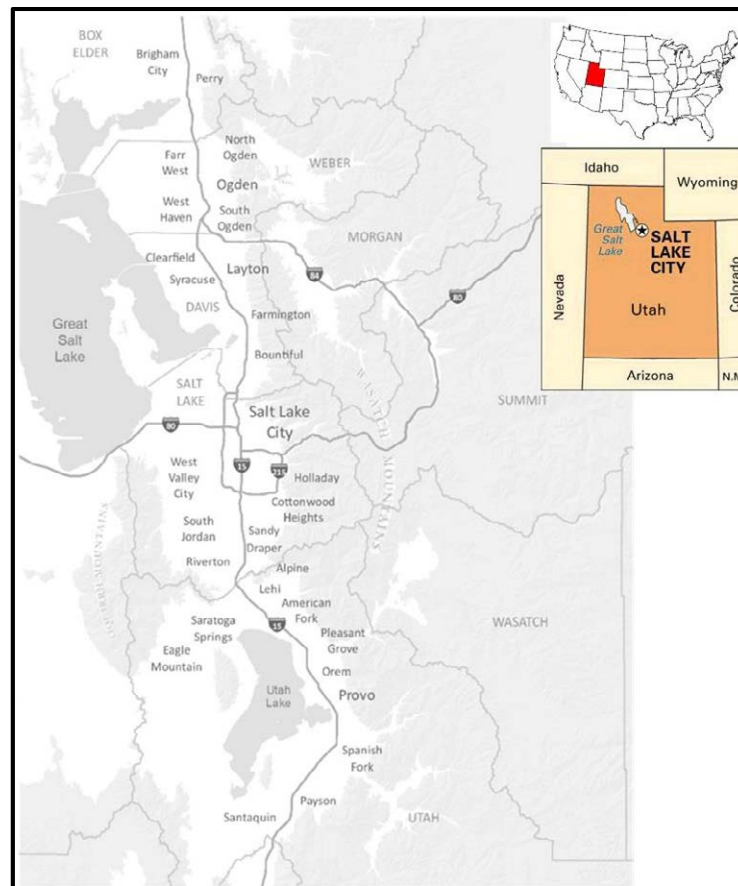 BOX
ELDER
Brigham
City
Perry
North
Ogden
WEBER
Farr
West
Ogden
West
Haven
South
Ogden
MORGAN
Clearfield
Layton
84
80
Syracuse
DAVIS
Farmington
Great
Salt
Lake
Bountiful
WASATCH MOUNTAINS
SALT
LAKE
SUMMIT
Salt Lake
City
80
15
215
West
Valley
City
Holladay
Cottonwood
Heights
South
Jordan
Sandy
Draper
Riverton
Alpine
Lehi
American
Fork
Saratoga
Springs
15
WASATCH
Pleasant
Grove
Eagle
Mountain
Orem
Utah
Lake
Provo
Spanish
Fork
Payson
Santaquin
UTAH
Idaho
Wyoming
Great
Salt
Lake
SALT
LAKE
CITY
Nevada
Utah
Colorado
Arizona
N.M